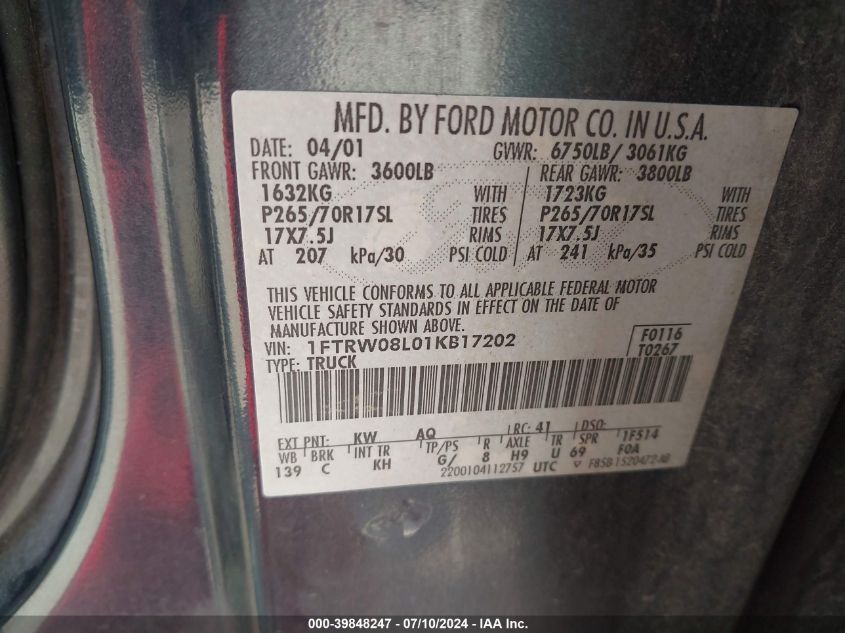 MFD. BY FORD MOTOR CO. IN U.S.A.
DATE: 04/01 GVWR: 6750LB/ 3061KG
FRONT GAWR: 3600LB REAR GAWR: 3800LB
1632KG WITH 1723KG WITH
P265/70R17SL TIRES P265/70R17SL TIRES
17X7.5J RIMS 17X7.5J RIMS
AT 207 kPa/30 PSI COLD AT 241 kPa/35 PSI COLD
THIS VEHICLE CONFORMS TO ALL APPLICABLE FEDERAL MOTOR
VEHICLE SAFETY STANDARDS IN EFFECT ON THE DATE OF
MANUFACTURE SHOWN ABOVE.
VIN: 1FTRW08L01KB17202 F0116
TYPE: TRUCK T0267
EXT PNT: KW AQ RC: 41 DSO:
WB BRK INT TR TP/PS R AXLE TR SPR 1F514
139 C KH G/ 8 H9 U 69 F0A
2200104112757 UTC F85B 1520472 AB
000-39848247 - 07/10/2024 - IAA Inc.